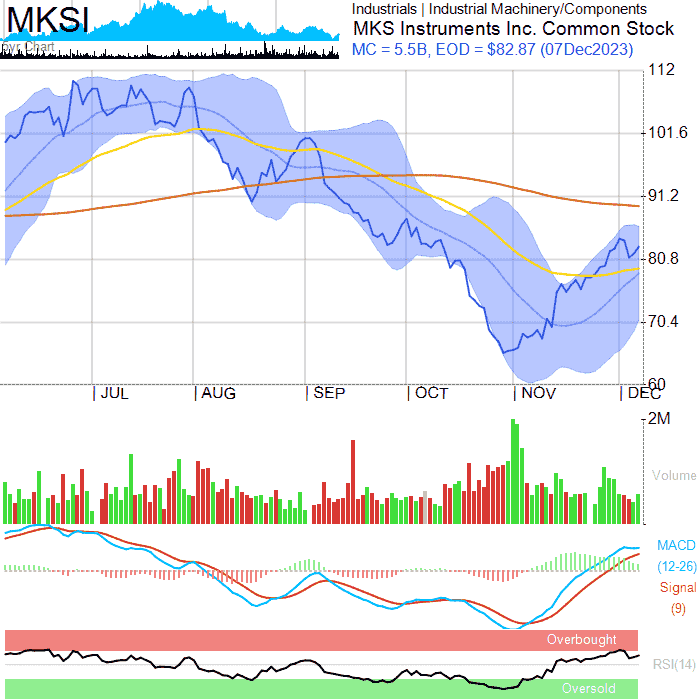 MKSI
Industrials | Industrial Machinery/Components
MKS Instruments Inc. Common Stock
MC = 5.5B, EOD = $82.87 (07Dec2023)
5yr. Chart
112
101.6
91.2
80.8
70.4
60
JUL
AUG
SEP
OCT
NOV
DEC
2M
Volume
MACD
(12-26)
Signal
(9)
Overbought
RSI(14)
Oversold